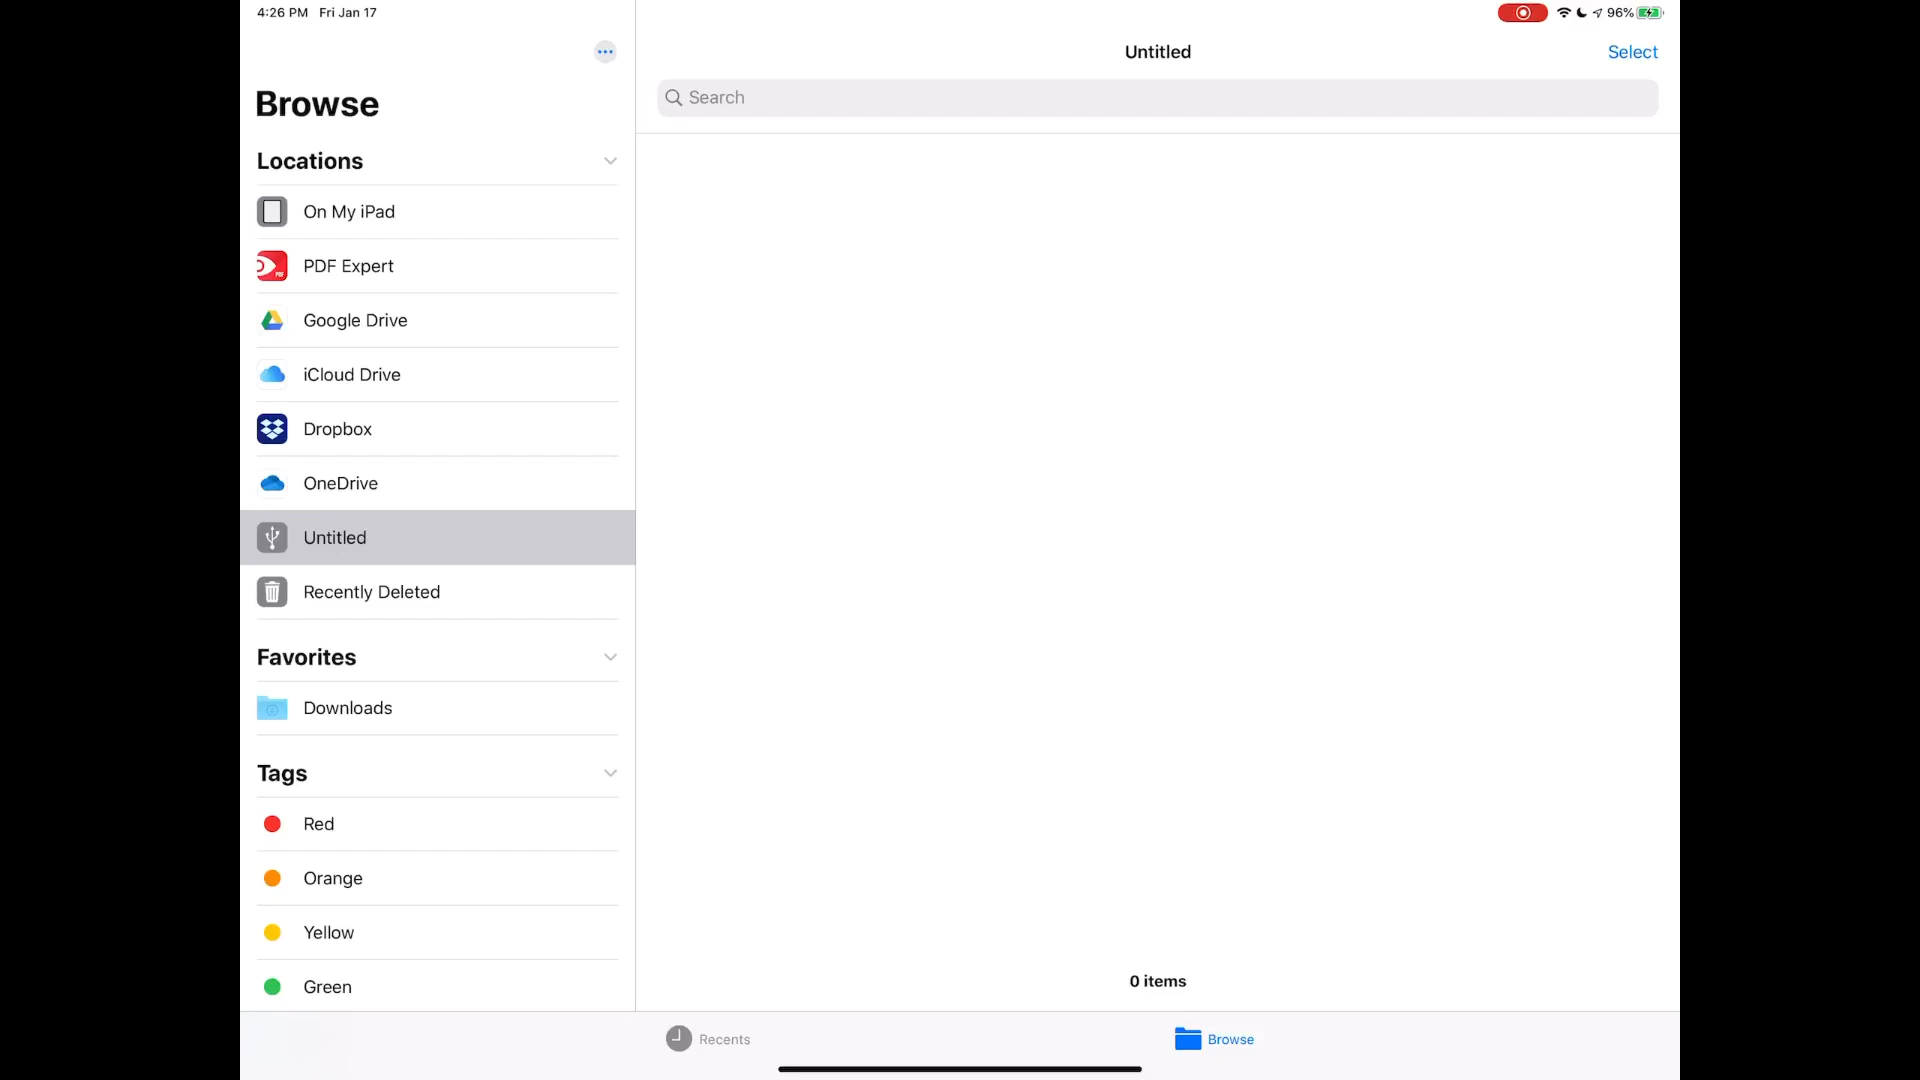 4:26 PM Fri Jan 17
96%
Browse
Untitled
Select
Search
Locations
On My iPad
PDF Expert
Google Drive
iCloud Drive
Dropbox
OneDrive
Untitled
Recently Deleted
Favorites
Downloads
Tags
Red
Orange
Yellow
Green
0 items
Recents
Browse